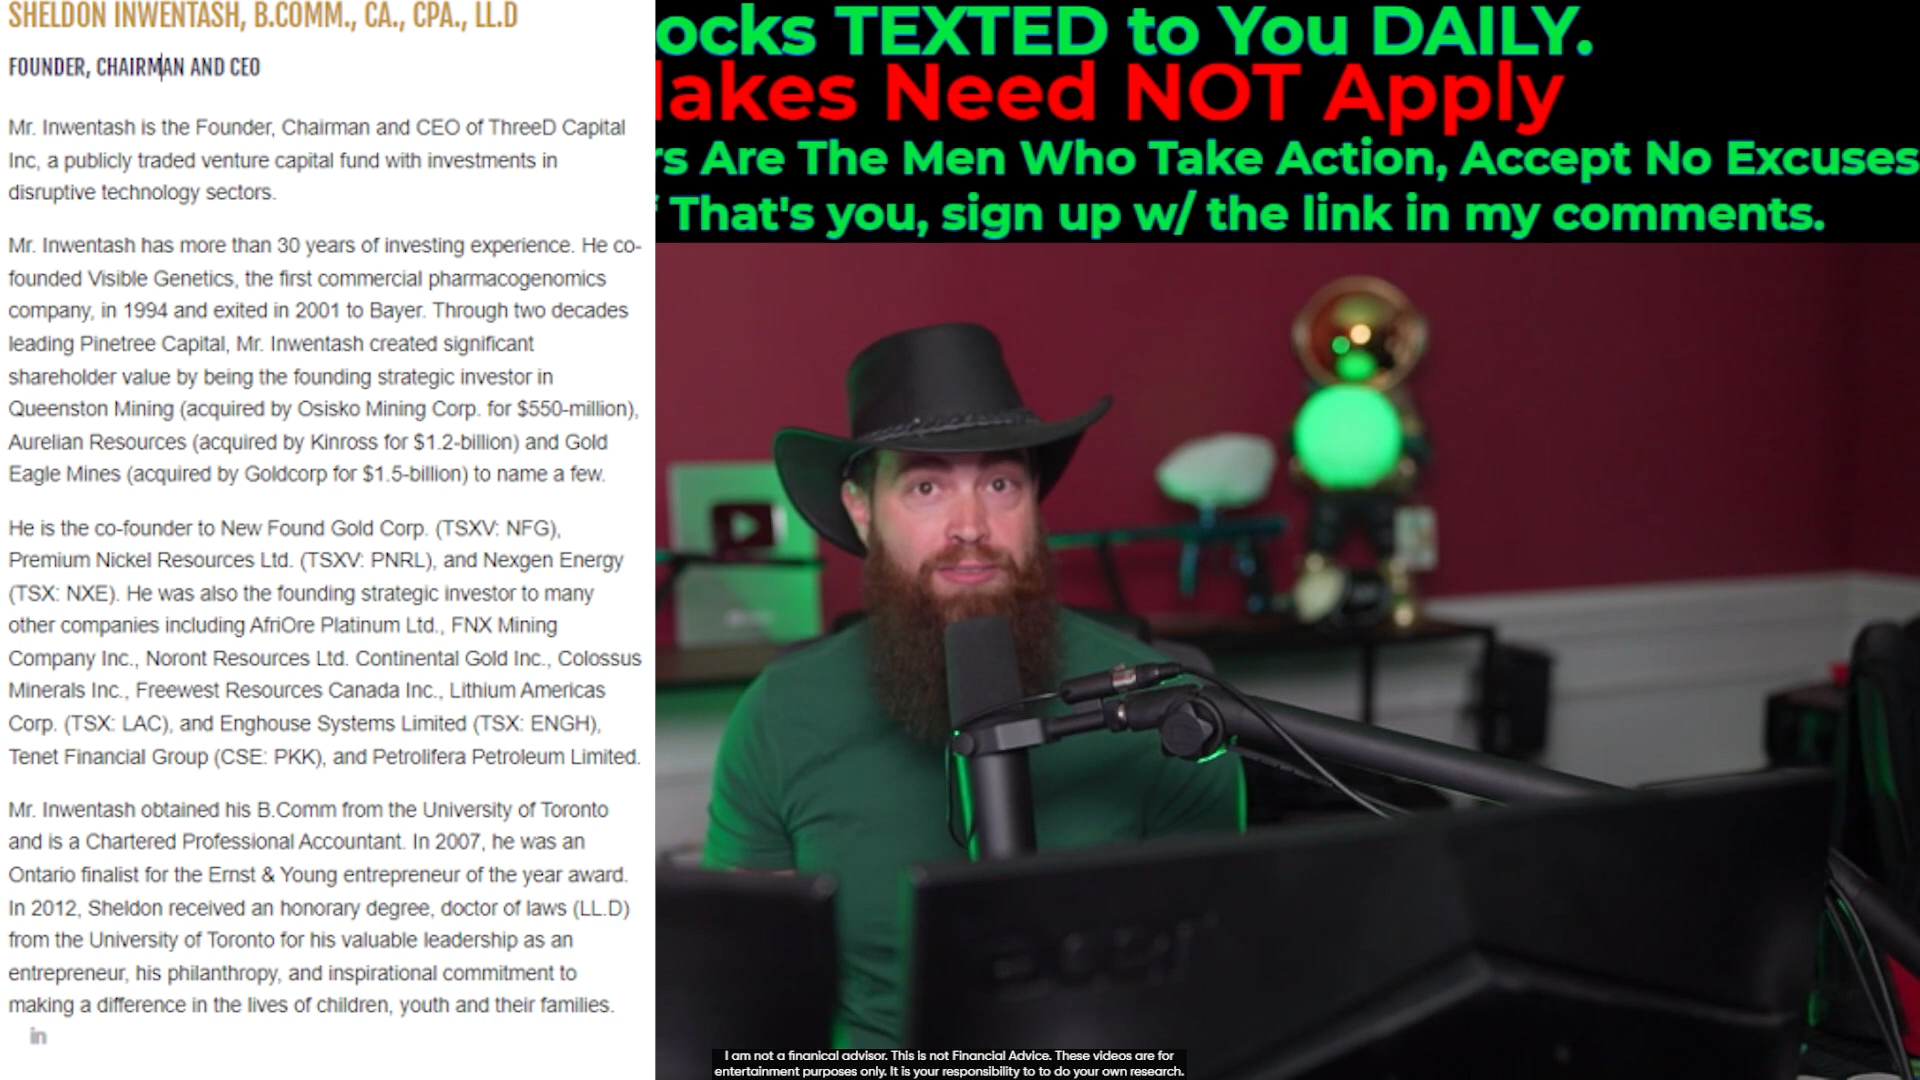 SHELDON INWENTASH, B.COMM., CA., CPA., LL.D
FOUNDER, CHAIRMAN AND CEO
Mr. Inwentash is the Founder, Chairman and CEO of ThreeD Capital
Inc, a publicly traded venture capital fund with investments in
disruptive technology sectors.
Mr. Inwentash has more than 30 years of investing experience. He co-
founded Visible Genetics, the first commercial pharmacogenomics
company, in 1994 and exited in 2001 to Bayer. Through two decades
leading Pinetree Capital, Mr. Inwentash created significant
shareholder value by being the founding strategic investor in
Queenston Mining (acquired by Osisko Mining Corp. for $550-million),
Aurelian Resources (acquired by Kinross for $1.2-billion) and Gold
Eagle Mines (acquired by Goldcorp for $1.5-billion) to name a few.
He is the co-founder to New Found Gold Corp. (TSXV: NFG),
Premium Nickel Resources Ltd. (TSXV: PNRL), and Nexgen Energy
(TSX: NXE). He was also the founding strategic investor to many
other companies including AfriOre Platinum Ltd., FNX Mining
Company Inc., Noront Resources Ltd. Continental Gold Inc., Colossus
Minerals Inc., Freewest Resources Canada Inc., Lithium Americas
Corp. (TSX: LAC), and Enghouse Systems Limited (TSX: ENGH),
Tenet Financial Group (CSE: PKK), and Petrolifera Petroleum Limited.
Mr. Inwentash obtained his B.Comm from the University of Toronto
and is a Chartered Professional Accountant. In 2007, he was an
Ontario finalist for the Ernst & Young entrepreneur of the year award.
In 2012, Sheldon received an honorary degree, doctor of laws (LL.D)
from the University of Toronto for his valuable leadership as an
entrepreneur, his philanthropy, and inspirational commitment to
making a difference in the lives of children, youth and their families.
in
ocks TEXTED to You DAILY.
lakes Need NOT Apply
rs Are The Men Who Take Action, Accept No Excuses
f That's you, sign up w/ the link in my comments.
acer
I am not a finanical advisor. This is not Financial Advice. These videos are for
entertainment purposes only. It is your responsibility to to do your own research.